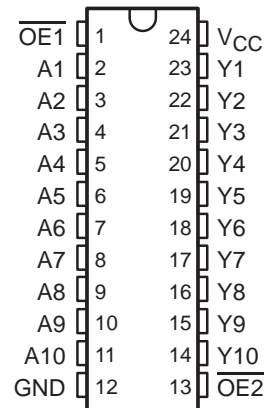 O̅E̅1̅ 1 24 VCC
A1 2 23 Y1
A2 3 22 Y2
A3 4 21 Y3
A4 5 20 Y4
A5 6 19 Y5
A6 7 18 Y6
A7 8 17 Y7
A8 9 16 Y8
A9 10 15 Y9
A10 11 14 Y10
GND 12 13 O̅E̅2̅